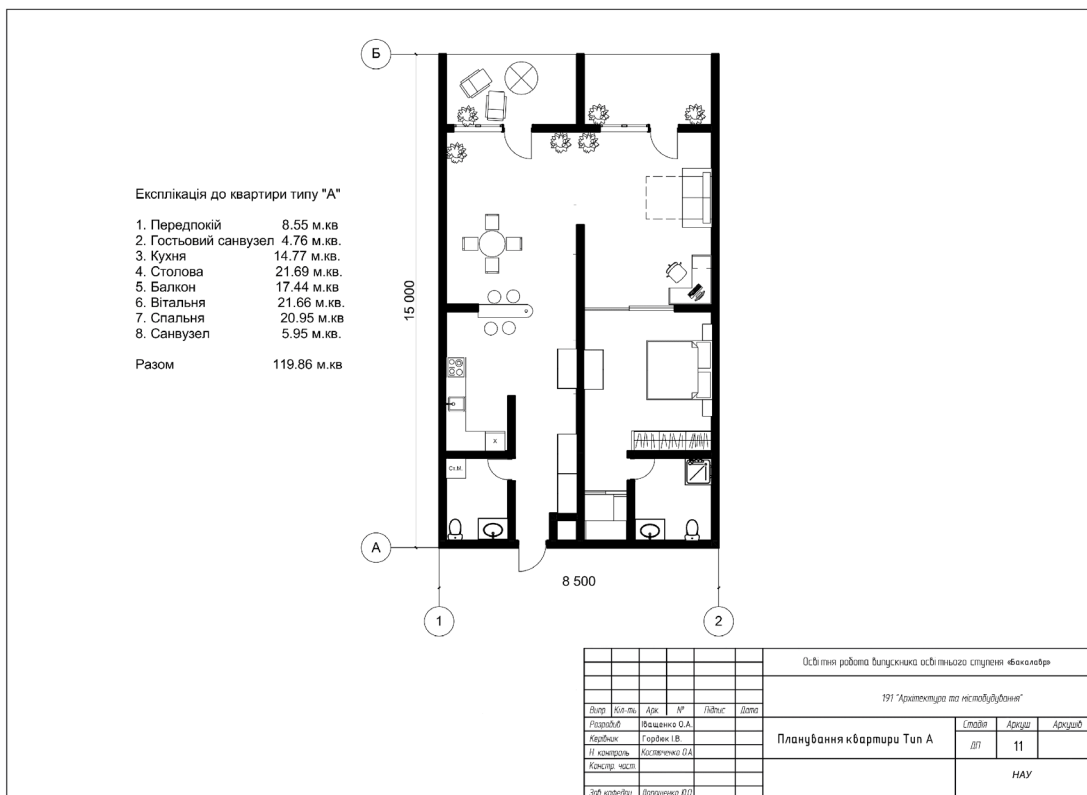 Б
Експлікація до квартири типу "А"
1. Передпокій 8.55 м.кв
2. Гостьовий санвузел 4.76 м.кв.
3. Кухня 14.77 м.кв.
4. Столова 21.69 м.кв.
5. Балкон 17.44 м.кв
6. Вітальня 21.66 м.кв.
7. Спальня 20.95 м.кв
8. Санвузел 5.95 м.кв.
Разом 119.86 м.кв
15 000
X
Ст.М.
А
8 500
1 2
Освітня робота випускника освітнього ступеня «Бакалавр»
191 "Архітектура та містобудування"
Випр Кіл-ть Арк № Підпис Дата
Розробив Іващенко О.А.
Керівник Гордюк І.В.
Н. контроль Костюченко О.А
Констр. част.
Зав кафедри Дорошенко Ю.О
Планування квартири Тип А
Стадія Аркуш Аркушів
ДП 11
НАУ